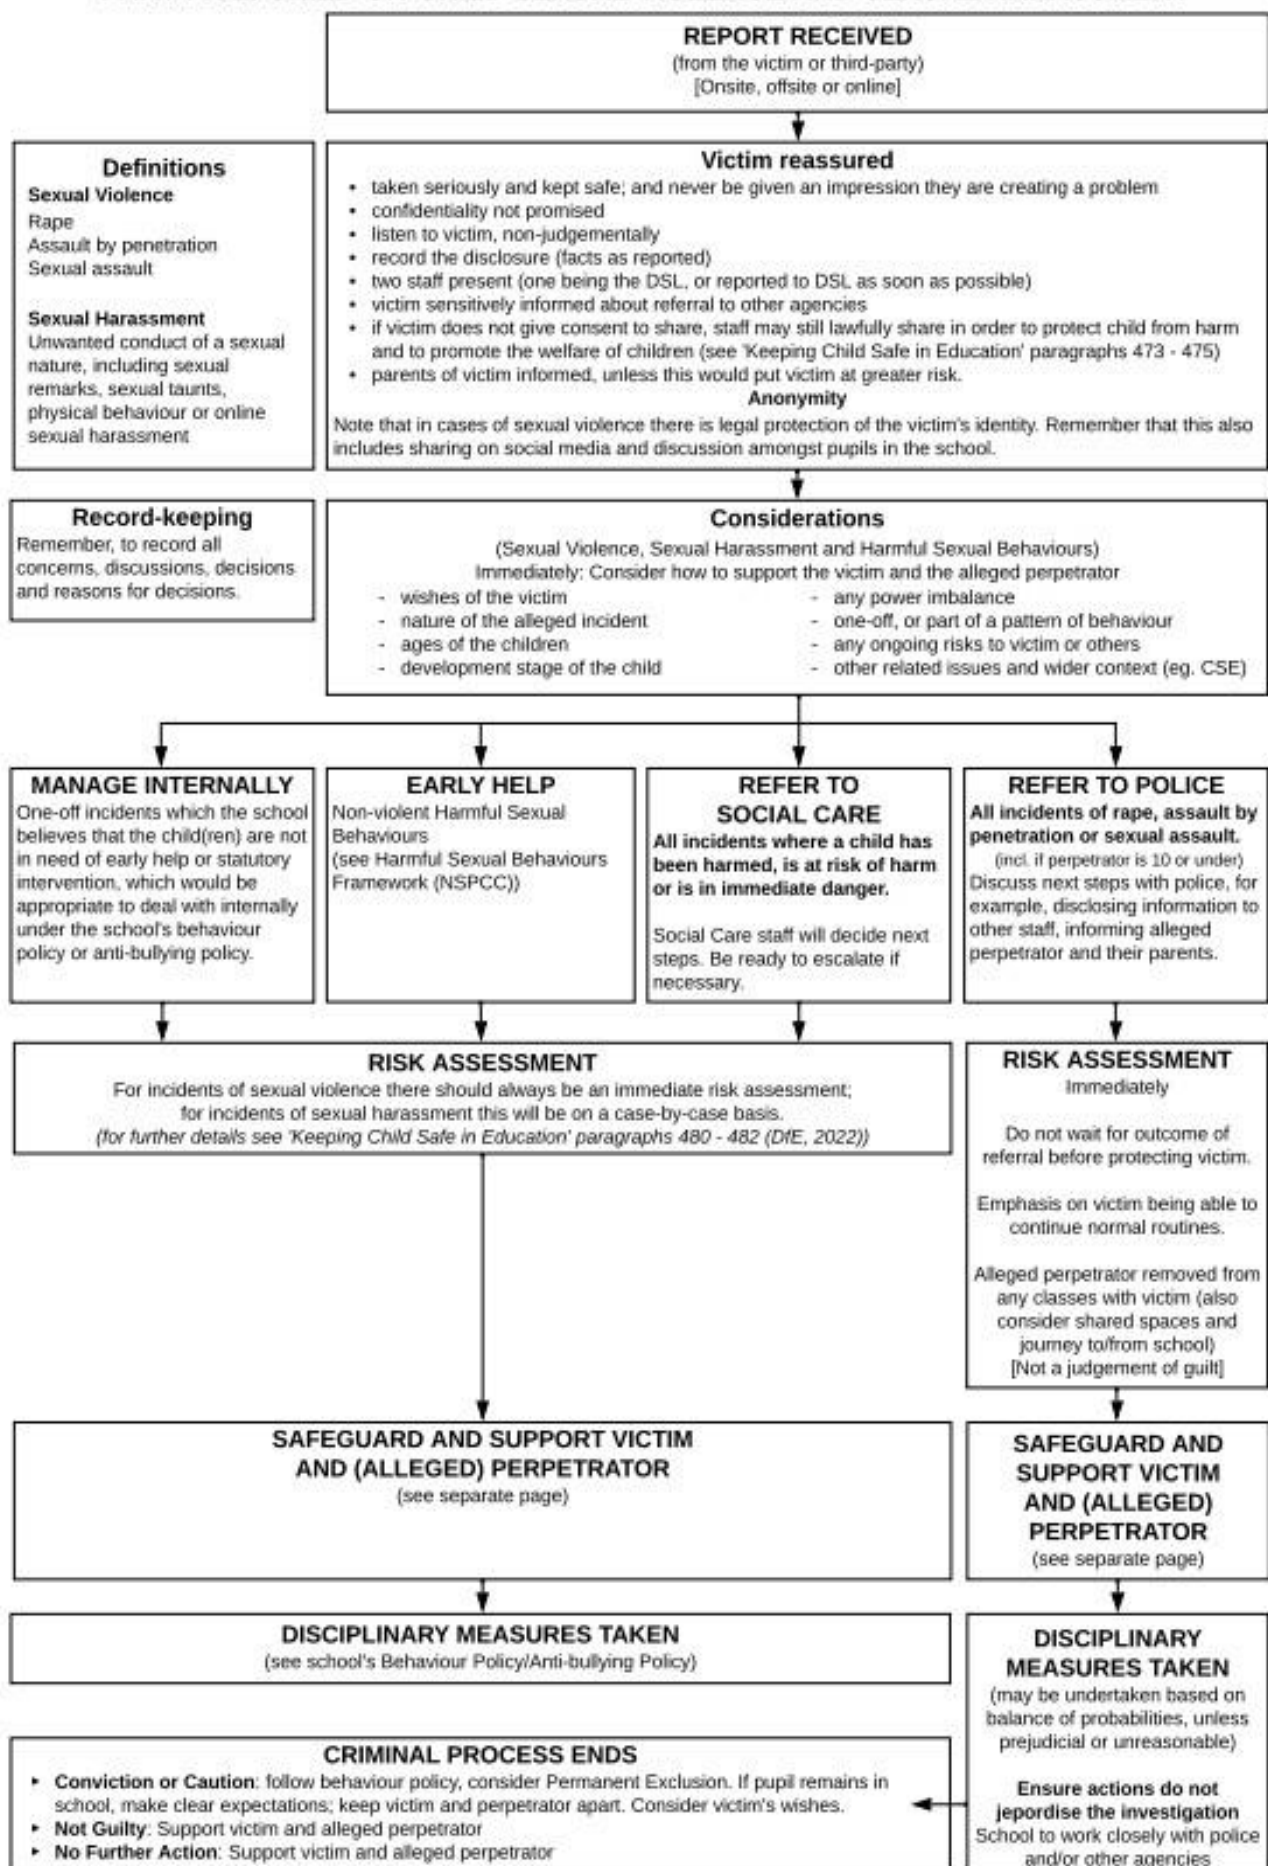 REPORT RECEIVED
(from the victim or third-party)
[Onsite, offsite or online]
Definitions
Sexual Violence
Rape
Assault by penetration
Sexual assault
Sexual Harassment
Unwanted conduct of a sexual
nature, including sexual
remarks, sexual taunts,
physical behaviour or online
sexual harassment
Victim reassured
• taken seriously and kept safe; and never be given an impression they are creating a problem
• confidentiality not promised
• listen to victim, non-judgementally
• record the disclosure (facts as reported)
• two staff present (one being the DSL, or reported to DSL as soon as possible)
• victim sensitively informed about referral to other agencies
• if victim does not give consent to share, staff may still lawfully share in order to protect child from harm
and to promote the welfare of children (see 'Keeping Child Safe in Education' paragraphs 473 - 475)
• parents of victim informed, unless this would put victim at greater risk.
Anonymity
Note that in cases of sexual violence there is legal protection of the victim's identity. Remember that this also
includes sharing on social media and discussion amongst pupils in the school.
Record-keeping
Remember, to record all
concerns, discussions, decisions
and reasons for decisions.
Considerations
(Sexual Violence, Sexual Harassment and Harmful Sexual Behaviours)
Immediately: Consider how to support the victim and the alleged perpetrator
- wishes of the victim
- nature of the alleged incident
- ages of the children
- development stage of the child
- any power imbalance
- one-off, or part of a pattern of behaviour
- any ongoing risks to victim or others
- other related issues and wider context (eg. CSE)
MANAGE INTERNALLY
One-off incidents which the school
believes that the child(ren) are not
in need of early help or statutory
intervention, which would be
appropriate to deal with internally
under the school's behaviour
policy or anti-bullying policy.
EARLY HELP
Non-violent Harmful Sexual
Behaviours
(see Harmful Sexual Behaviours
Framework (NSPCC))
REFER TO
SOCIAL CARE
All incidents where a child has
been harmed, is at risk of harm
or is in immediate danger.
Social Care staff will decide next
steps. Be ready to escalate if
necessary.
REFER TO POLICE
All incidents of rape, assault by
penetration or sexual assault.
(incl. if perpetrator is 10 or under)
Discuss next steps with police, for
example, disclosing information to
other staff, informing alleged
perpetrator and their parents.
RISK ASSESSMENT
For incidents of sexual violence there should always be an immediate risk assessment;
for incidents of sexual harassment this will be on a case-by-case basis.
(for further details see 'Keeping Child Safe in Education' paragraphs 480 - 482 (DfE, 2022))
RISK ASSESSMENT
Immediately
Do not wait for outcome of
referral before protecting victim.
Emphasis on victim being able to
continue normal routines.
Alleged perpetrator removed from
any classes with victim (also
consider shared spaces and
journey to/from school)
[Not a judgement of guilt]
SAFEGUARD AND SUPPORT VICTIM
AND (ALLEGED) PERPETRATOR
(see separate page)
SAFEGUARD AND
SUPPORT VICTIM
AND (ALLEGED)
PERPETRATOR
(see separate page)
DISCIPLINARY MEASURES TAKEN
(see school's Behaviour Policy/Anti-bullying Policy)
DISCIPLINARY
MEASURES TAKEN
(may be undertaken based on
balance of probabilities, unless
prejudicial or unreasonable)
Ensure actions do not
jepordise the investigation
School to work closely with police
and/or other agencies
CRIMINAL PROCESS ENDS
▸ Conviction or Caution: follow behaviour policy, consider Permanent Exclusion. If pupil remains in
school, make clear expectations; keep victim and perpetrator apart. Consider victim's wishes.
▸ Not Guilty: Support victim and alleged perpetrator
▸ No Further Action: Support victim and alleged perpetrator